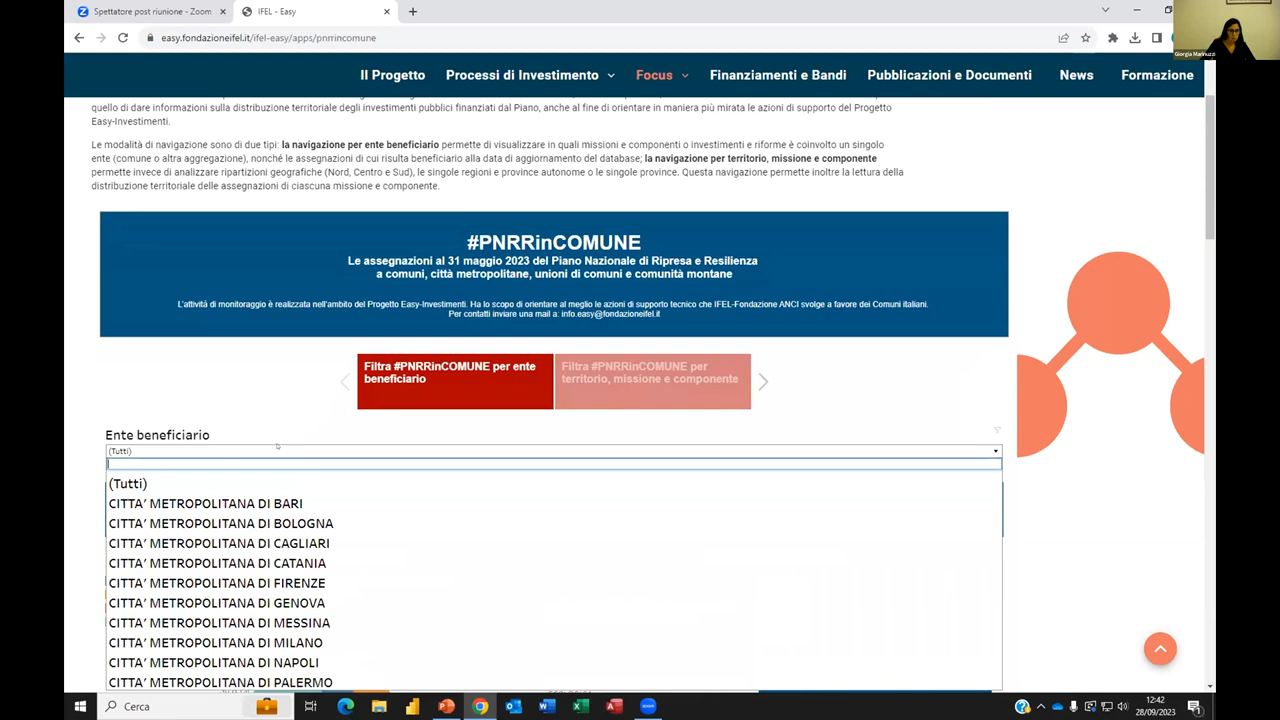 Spettatore post riunione - Zoom
IFEL - Easy
easy.fondazioneifel.it/ifel-easy/apps/pnrrincomune
Giorgia Marinuzzi
Il Progetto Processi di Investimento Focus Finanziamenti e Bandi Pubblicazioni e Documenti News Formazione
quello di dare informazioni sulla distribuzione territoriale degli investimenti pubblici finanziati dal Piano, anche al fine di orientare in maniera più mirata le azioni di supporto del Progetto
Easy-Investimenti.
Le modalità di navigazione sono di due tipi: la navigazione per ente beneficiario permette di visualizzare in quali missioni e componenti o investimenti e riforme è coinvolto un singolo
ente (comune o altra aggregazione), nonché le assegnazioni di cui risulta beneficiario alla data di aggiornamento del database; la navigazione per territorio, missione e componente
permette invece di analizzare ripartizioni geografiche (Nord, Centro e Sud), le singole regioni e province autonome o le singole province. Questa navigazione permette inoltre la lettura della
distribuzione territoriale delle assegnazioni di ciascuna missione e componente.
#PNRRinCOMUNE
Le assegnazioni al 31 maggio 2023 del Piano Nazionale di Ripresa e Resilienza
a comuni, città metropolitane, unioni di comuni e comunità montane
L'attività di monitoraggio è realizzata nell'ambito del Progetto Easy-Investimenti. Ha lo scopo di orientare al meglio le azioni di supporto tecnico che IFEL-Fondazione ANCI svolge a favore dei Comuni italiani.
Per contatti inviare una mail a: info.easy@fondazioneifel.it
Filtra #PNRRinCOMUNE per ente
beneficiario
Filtra #PNRRinCOMUNE per
territorio, missione e componente
Ente beneficiario
(Tutti)
(Tutti)
CITTA' METROPOLITANA DI BARI
CITTA' METROPOLITANA DI BOLOGNA
CITTA' METROPOLITANA DI CAGLIARI
CITTA' METROPOLITANA DI CATANIA
CITTA' METROPOLITANA DI FIRENZE
CITTA' METROPOLITANA DI GENOVA
CITTA' METROPOLITANA DI MESSINA
CITTA' METROPOLITANA DI MILANO
CITTA' METROPOLITANA DI NAPOLI
CITTA' METROPOLITANA DI PALERMO
Cerca
12:42
28/09/2023